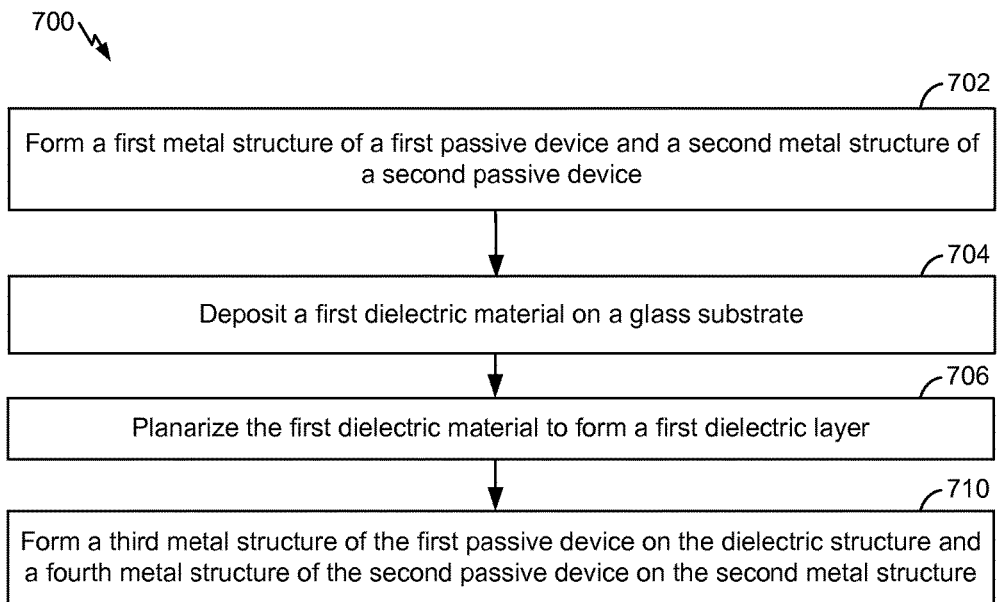 700
702
Form a first metal structure of a first passive device and a second metal structure of
a second passive device
704
Deposit a first dielectric material on a glass substrate
706
Planarize the first dielectric material to form a first dielectric layer
710
Form a third metal structure of the first passive device on the dielectric structure and
a fourth metal structure of the second passive device on the second metal structure